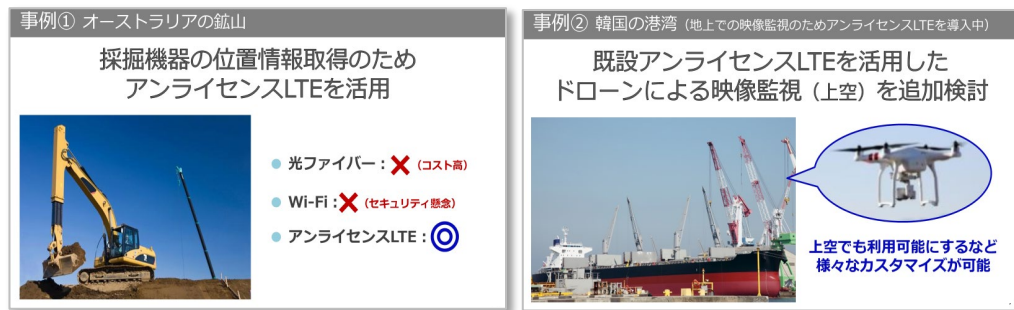 事例① オーストラリアの鉱山
採掘機器の位置情報取得のため
アンライセンスLTEを活用
光ファイバー：✕（コスト高）
Wi-Fi：✕（セキュリティ懸念）
アンライセンスLTE：◎
事例② 韓国の港湾（地上での映像監視のためアンライセンスLTEを導入中）
既設アンライセンスLTEを活用した
ドローンによる映像監視（上空）を追加検討
上空でも利用可能にするなど
様々なカスタマイズが可能